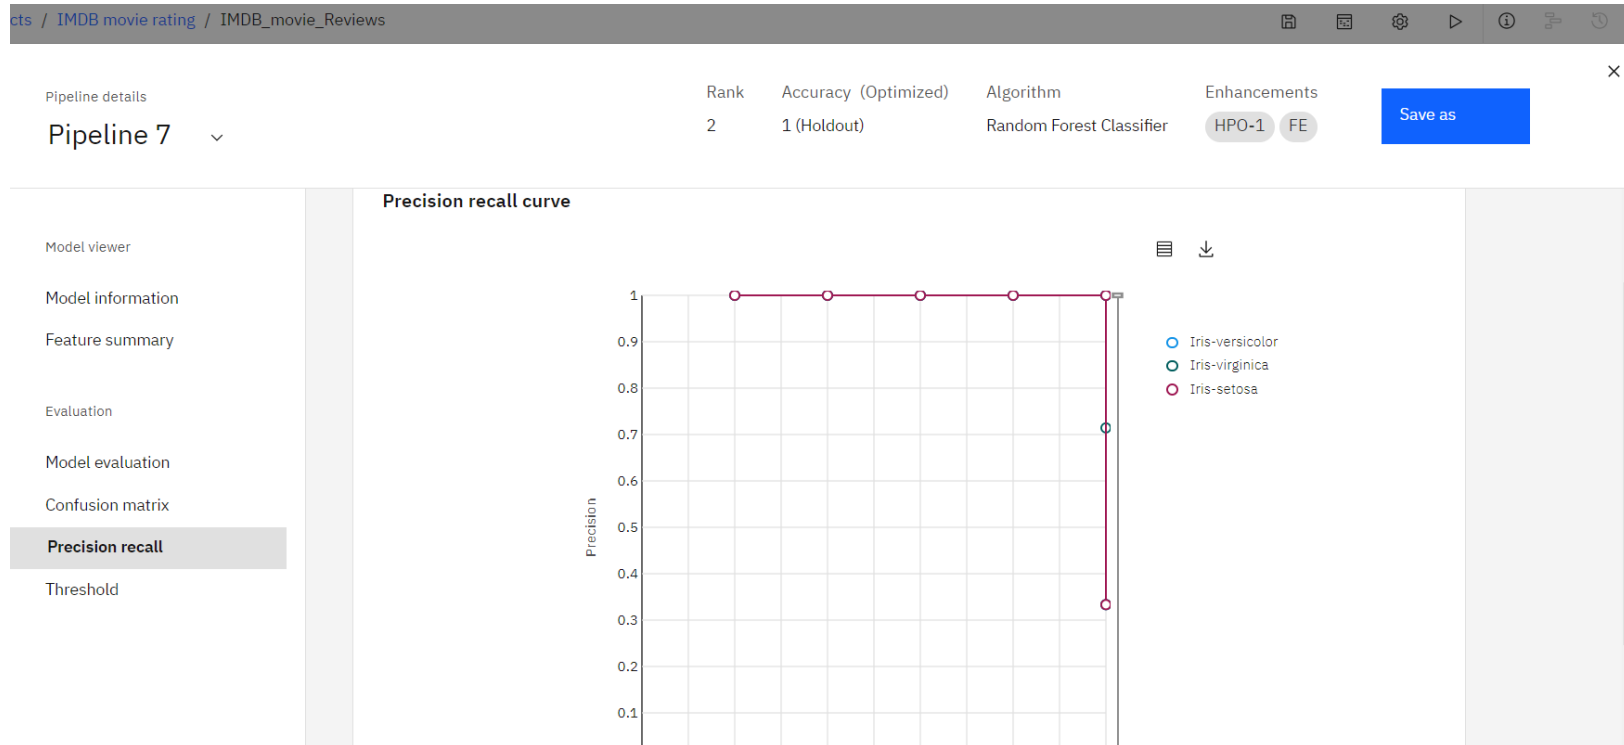 cts / IMDB movie rating / IMDB_movie_Reviews
Pipeline details
Pipeline 7
Rank
2
Accuracy (Optimized)
1 (Holdout)
Algorithm
Random Forest Classifier
Enhancements
HPO-1 FE
Save as
Model viewer
Model information
Feature summary
Evaluation
Model evaluation
Confusion matrix
Precision recall
Threshold
Precision recall curve
Precision
1
0.9
0.8
0.7
0.6
0.5
0.4
0.3
0.2
0.1
Iris-versicolor
Iris-virginica
Iris-setosa